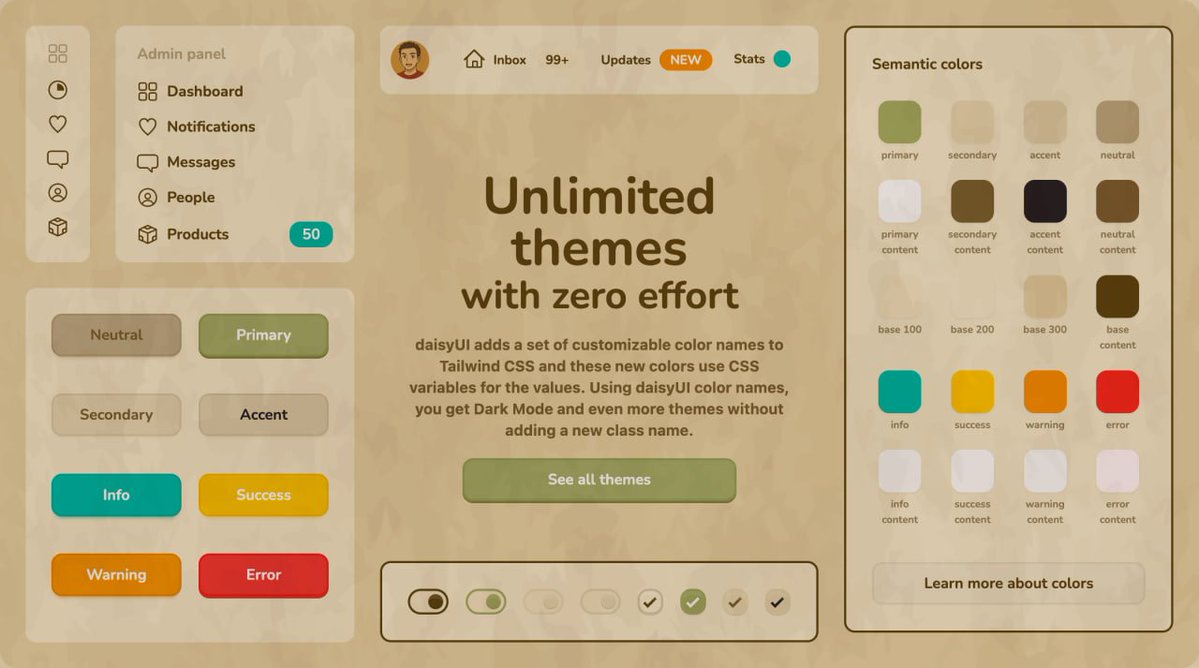 Admin panel
Dashboard
Notifications
Messages
People
Products 50
Neutral
Primary
Secondary
Accent
Info
Success
Warning
Error
Inbox 99+
Updates NEW
Stats
Unlimited
themes
with zero effort
daisyUI adds a set of customizable color names to
Tailwind CSS and these new colors use CSS
variables for the values. Using daisyUI color names,
you get Dark Mode and even more themes without
adding a new class name.
See all themes
Semantic colors
primary
secondary
accent
neutral
primary
content
secondary
content
accent
content
neutral
content
base 100
base 200
base 300
base
content
info
success
warning
error
info
content
success
content
warning
content
error
content
Learn more about colors